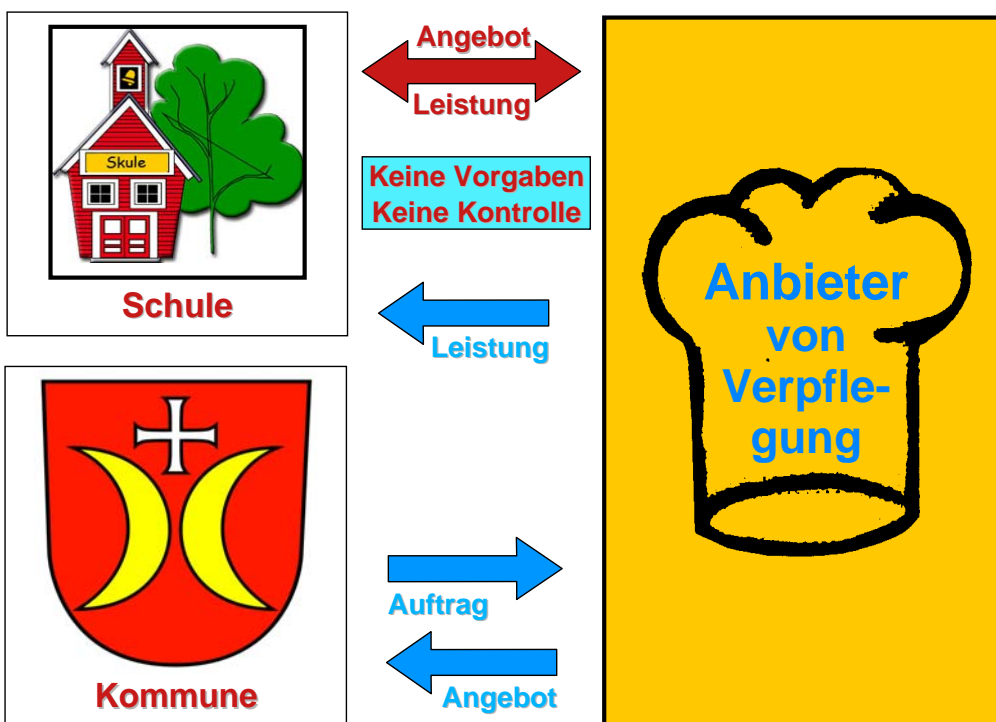 Skule
Schule
Angebot
Leistung
Keine Vorgaben
Keine Kontrolle
Leistung
Kommune
Auftrag
Angebot
Anbieter
von
Verpfle-
gung